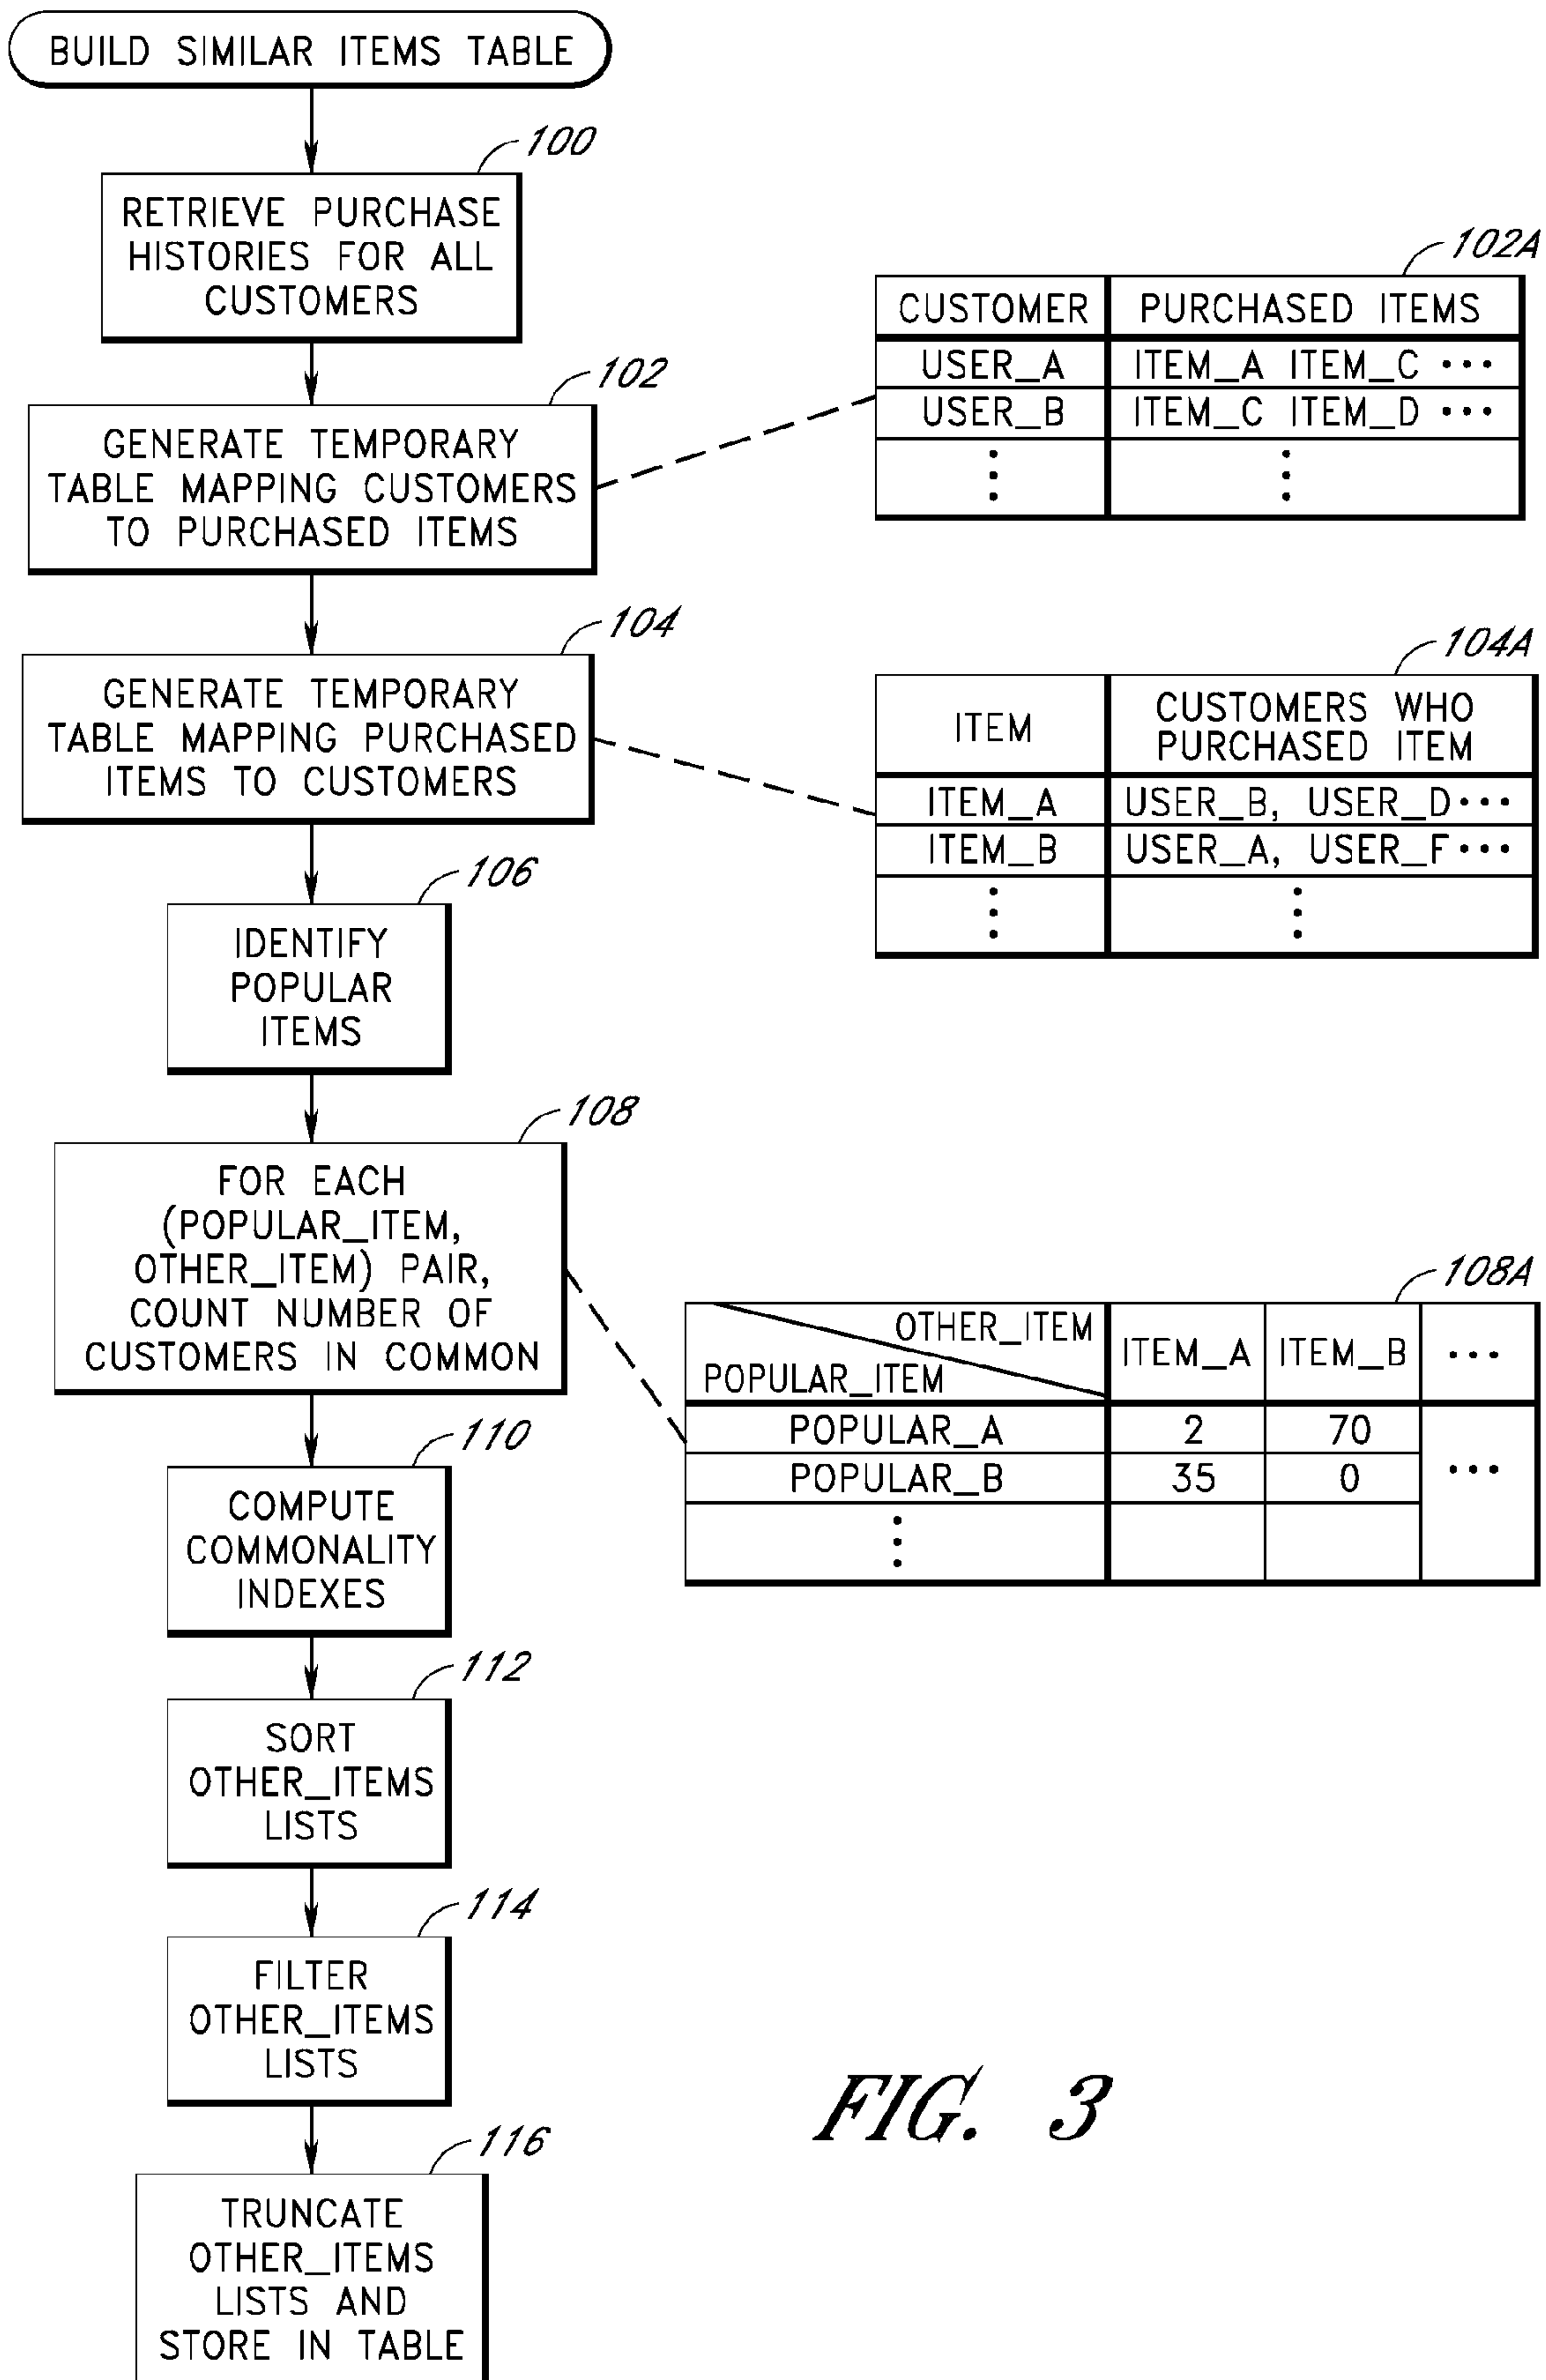 BUILD SIMILAR ITEMS TABLE
100
RETRIEVE PURCHASE
HISTORIES FOR ALL
CUSTOMERS
102
GENERATE TEMPORARY
TABLE MAPPING CUSTOMERS
TO PURCHASED ITEMS
102A
CUSTOMER PURCHASED ITEMS
USER_A ITEM_A ITEM_C •••
USER_B ITEM_C ITEM_D •••
104
GENERATE TEMPORARY
TABLE MAPPING PURCHASED
ITEMS TO CUSTOMERS
104A
ITEM CUSTOMERS WHO
PURCHASED ITEM
ITEM_A USER_B, USER_D•••
ITEM_B USER_A, USER_F•••
106
IDENTIFY
POPULAR
ITEMS
108
FOR EACH
(POPULAR_ITEM,
OTHER_ITEM) PAIR,
COUNT NUMBER OF
CUSTOMERS IN COMMON
108A
OTHER_ITEM
POPULAR_ITEM
ITEM_A ITEM_B •••
POPULAR_A 2 70
POPULAR_B 35 0
•••
110
COMPUTE
COMMONALITY
INDEXES
112
SORT
OTHER_ITEMS
LISTS
114
FILTER
OTHER_ITEMS
LISTS
116
TRUNCATE
OTHER_ITEMS
LISTS AND
STORE IN TABLE
FIG. 3